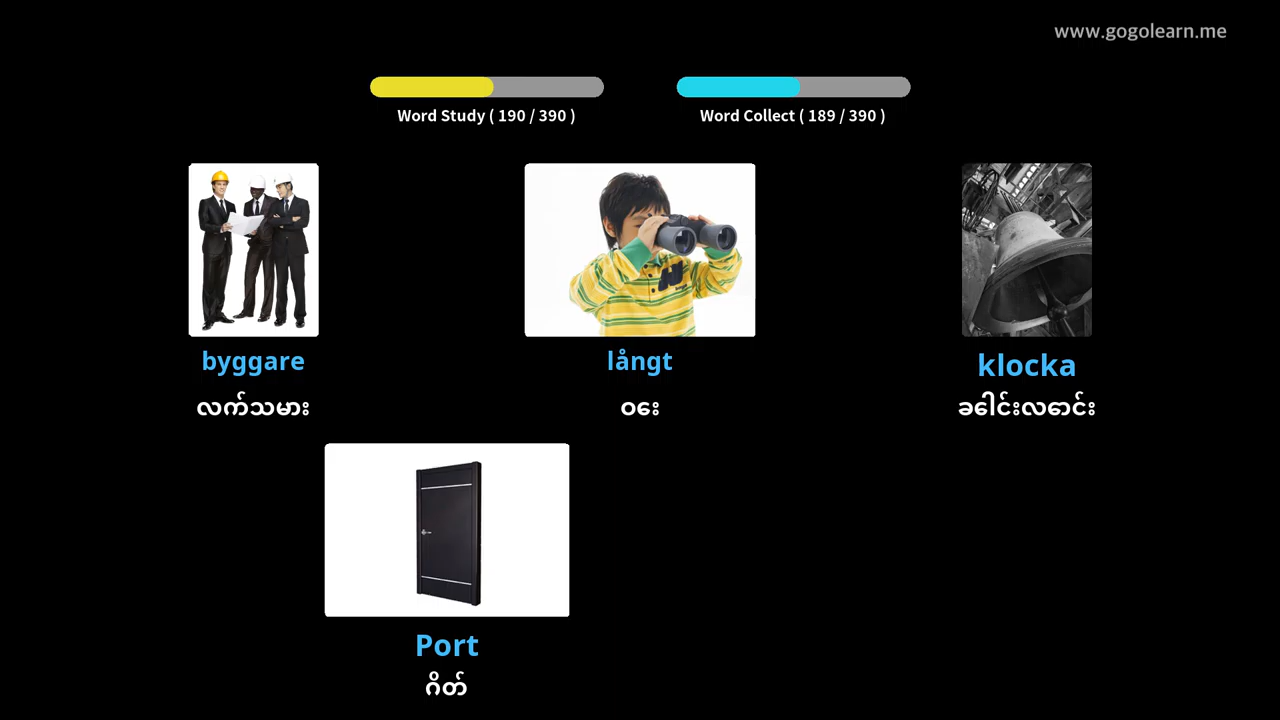 www.gogolearn.me
Word Study ( 190 / 390 )
Word Collect ( 189 / 390 )
byggare
långt
klocka
လက်သမား
ဝေး
ခေါင်းလောင်း
Port
ဂိတ်